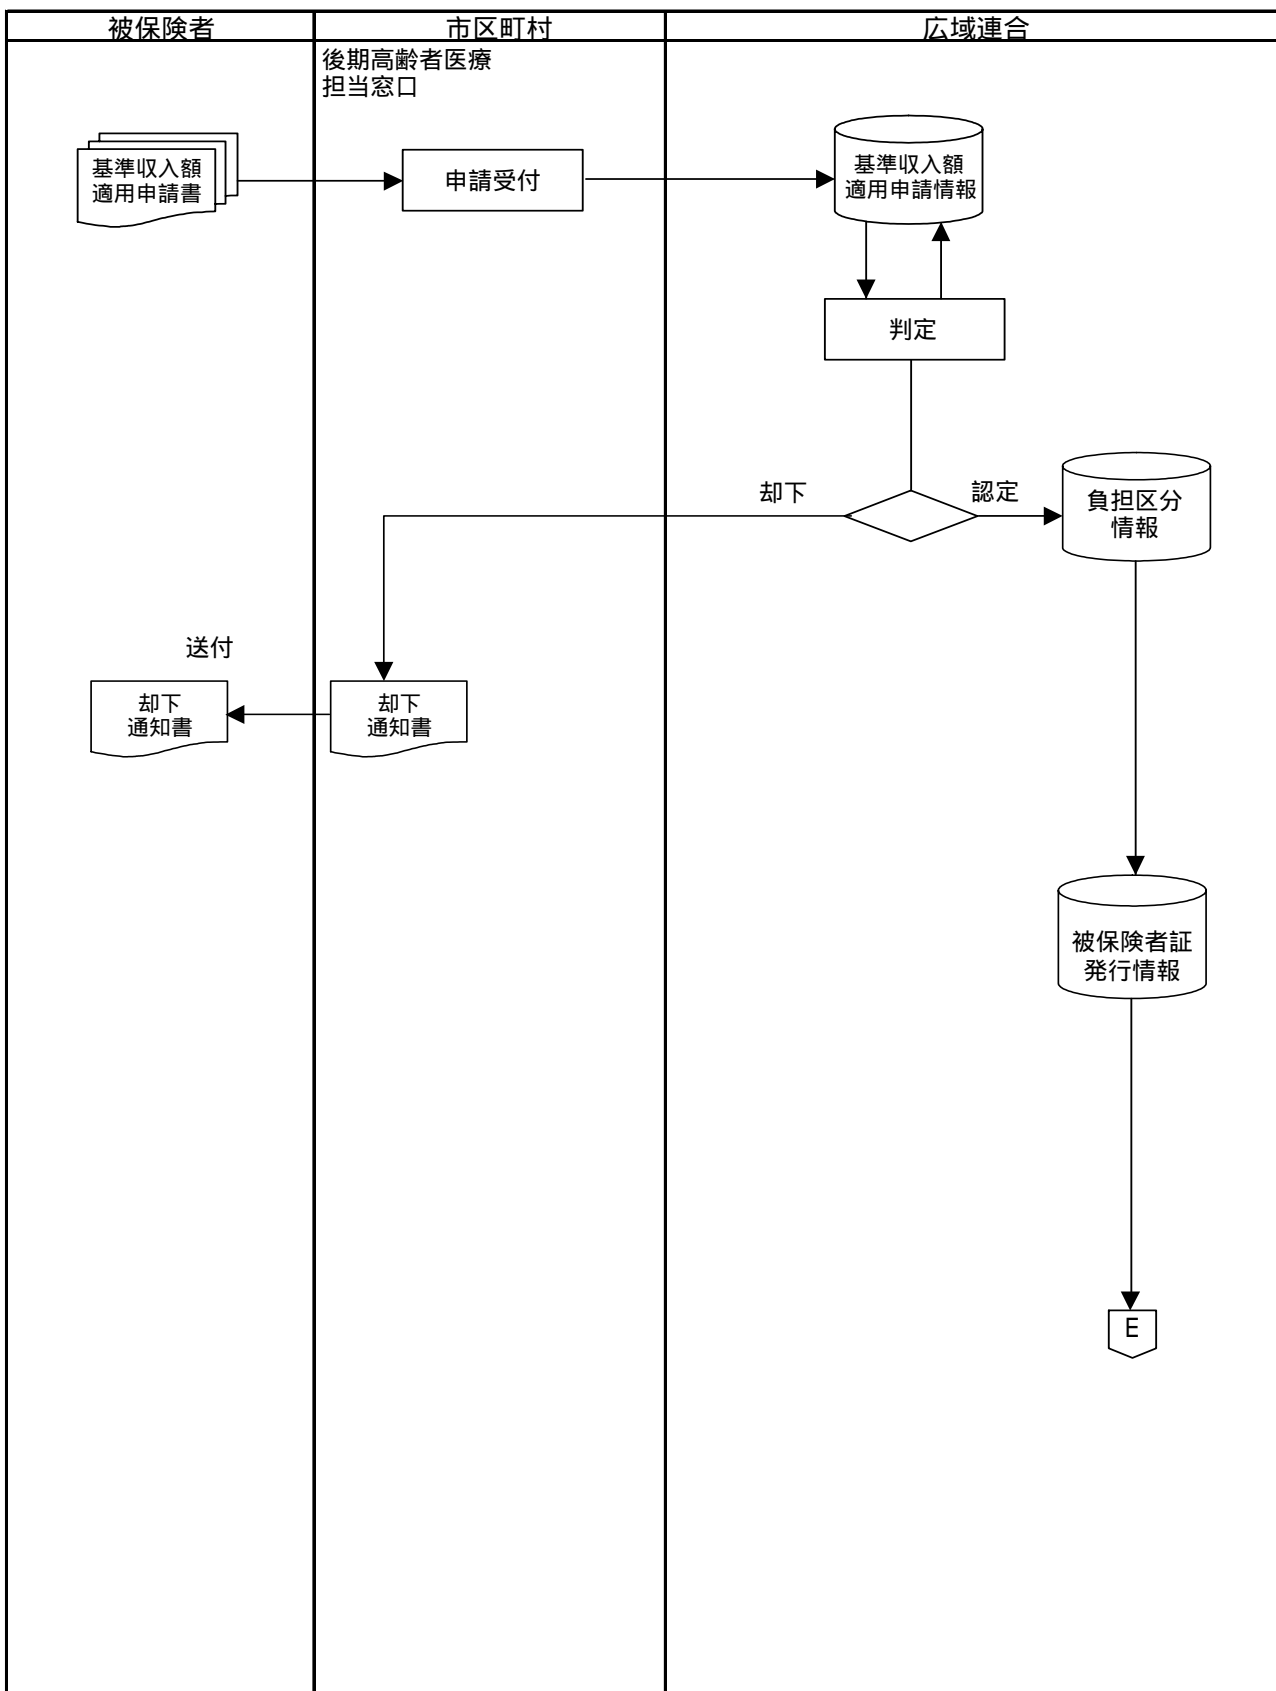 被保険者
市区町村
広域連合
後期高齢者医療
担当窓口
基準収入額
適用申請書
申請受付
基準収入額
適用申請情報
判定
却下
認定
負担区分
情報
送付
却下
通知書
却下
通知書
被保険者証
発行情報
E